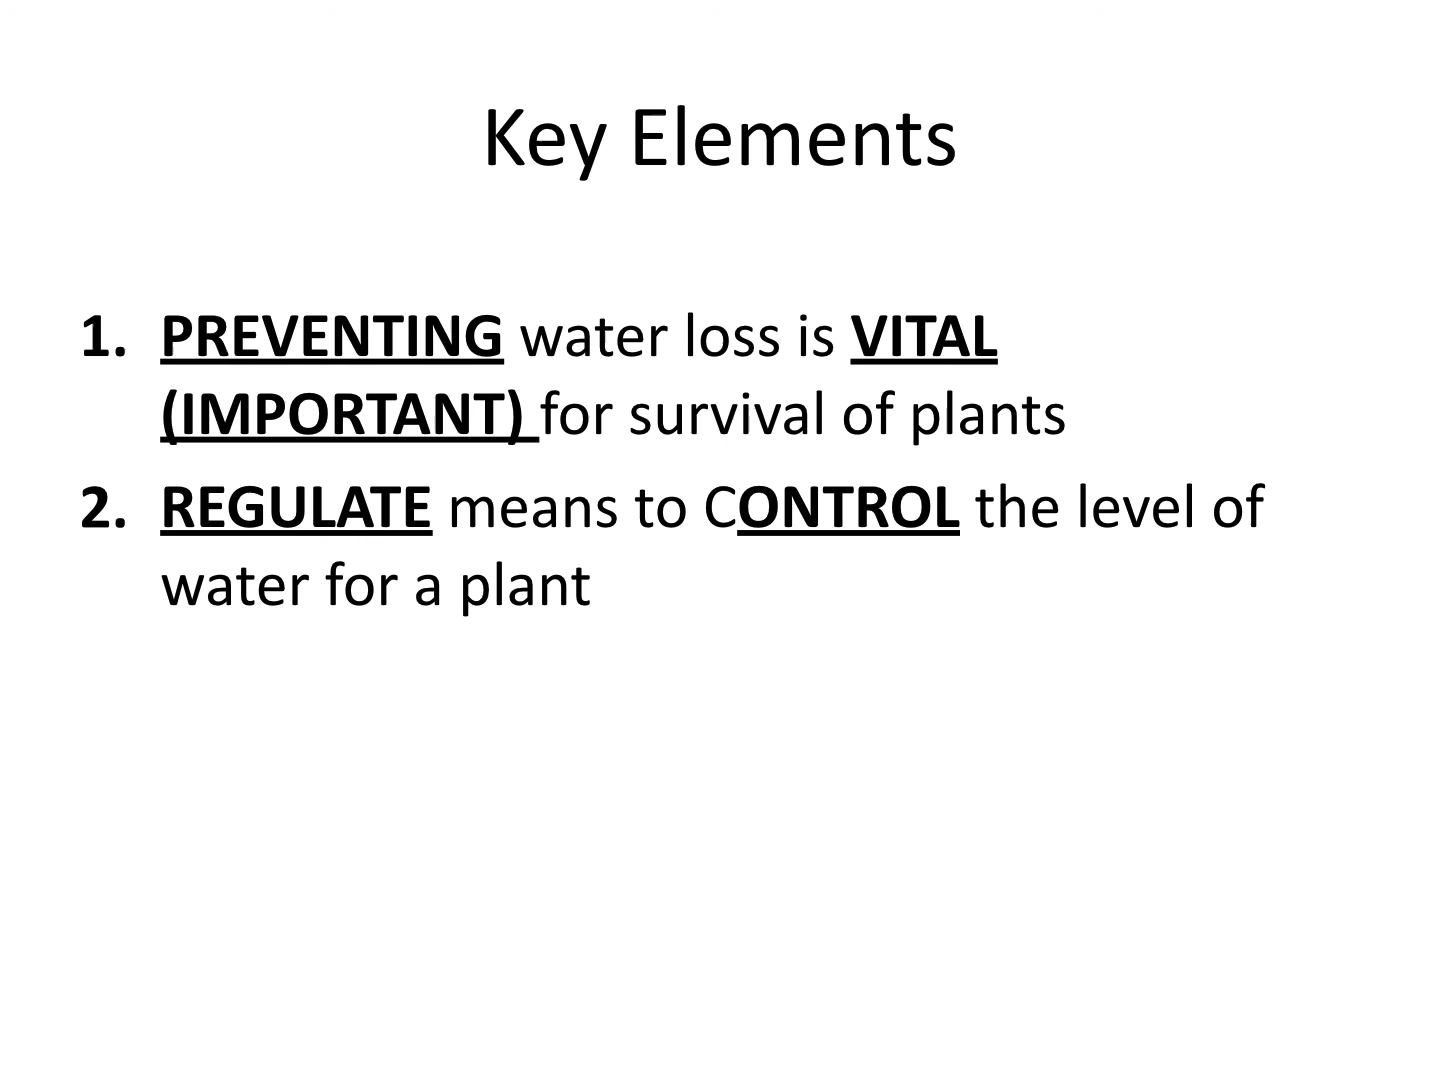 Key Elements
1. PREVENTING water loss is VITAL
(IMPORTANT) for survival of plants
2. REGULATE means to CONTROL the level of
water for a plant